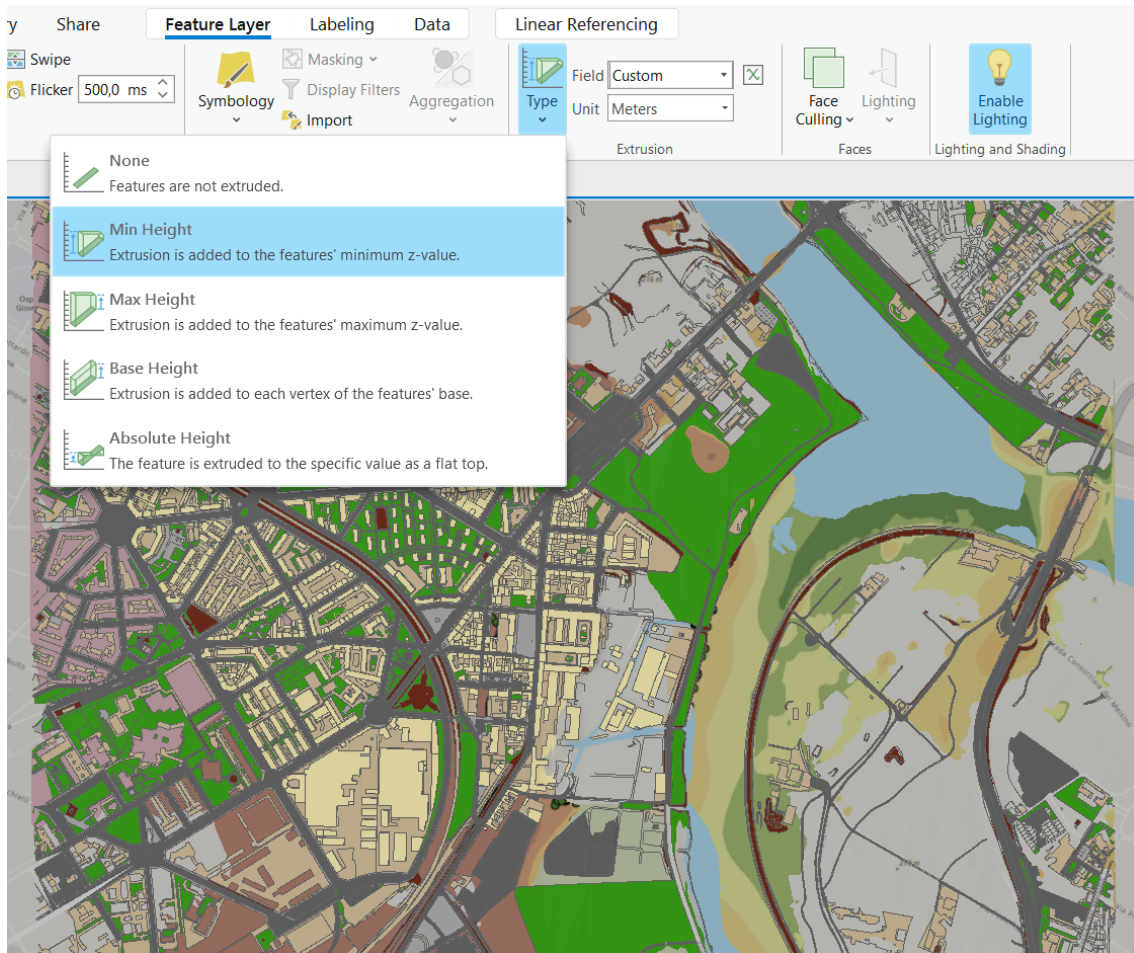 y Share Feature Layer Labeling Data Linear Referencing
Swipe
Flicker 500,0 ms
Symbology
Masking
Display Filters
Import
Aggregation
Type
Field Custom
Unit Meters
Extrusion
Face
Culling
Lighting
Faces
Enable
Lighting
Lighting and Shading
None
Features are not extruded.
Min Height
Extrusion is added to the features' minimum z-value.
Max Height
Extrusion is added to the features' maximum z-value.
Base Height
Extrusion is added to each vertex of the features' base.
Absolute Height
The feature is extruded to the specific value as a flat top.